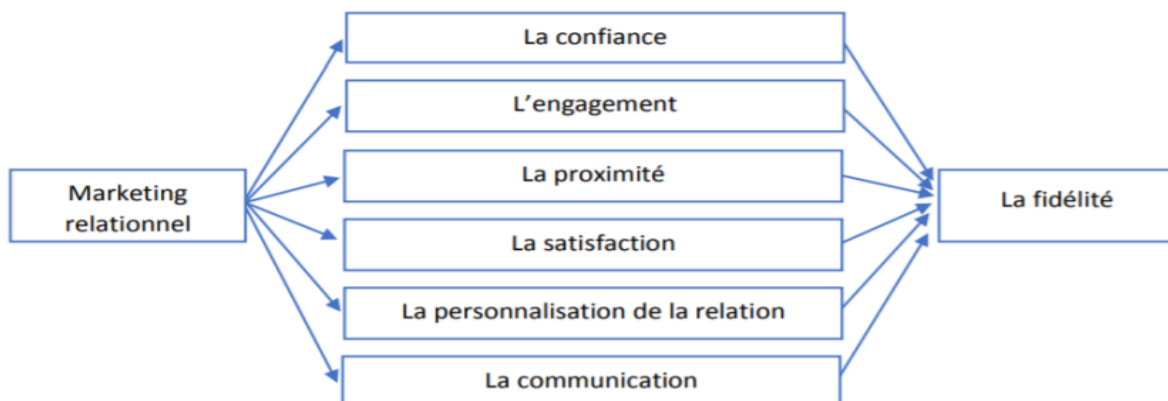 La confiance
L'engagement
La proximité
Marketing
relationnel
La fidélité
La satisfaction
La personnalisation de la relation
La communication